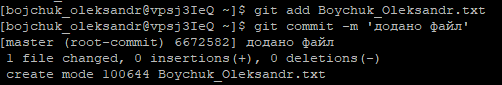 [bojchuk_oleksandr@vpsj3IeQ ~]$ git add Boychuk_Oleksandr.txt
[bojchuk_oleksandr@vpsj3IeQ ~]$ git commit -m 'додано файл'
[master (root-commit) 6672582] додано файл
 1 file changed, 0 insertions(+), 0 deletions(-)
 create mode 100644 Boychuk_Oleksandr.txt